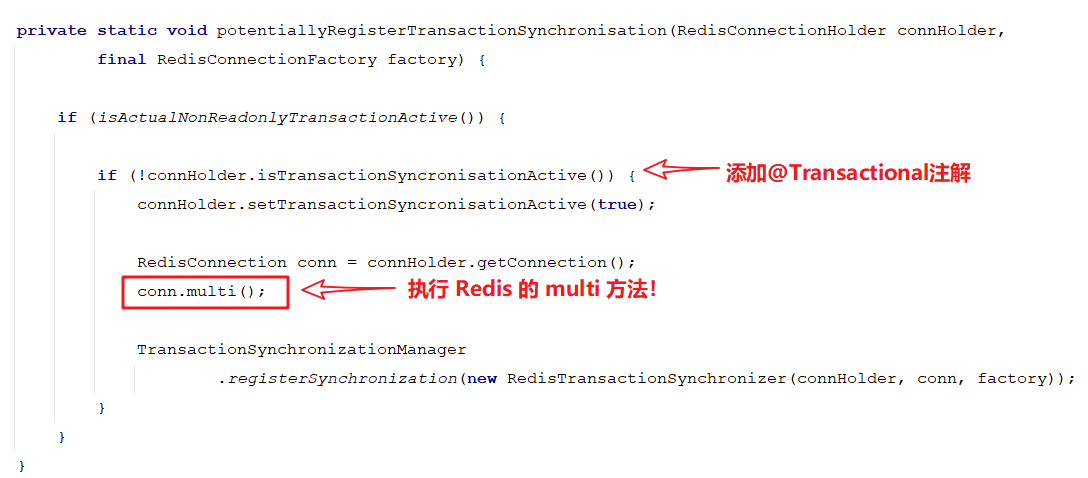 private static void potentiallyRegisterTransactionSynchronisation(RedisConnectionHolder connHolder,
final RedisConnectionFactory factory) {
if (isActualNonReadonlyTransactionActive()) {
if (!connHolder.isTransactionSyncronisationActive()) {
添加@Transactional注解
connHolder.setTransactionSyncronisationActive(true);
RedisConnection conn = connHolder.getConnection();
conn.multi();
执行 Redis 的 multi 方法!
TransactionSynchronizationManager
.registerSynchronization(new RedisTransactionSynchronizer(connHolder, conn, factory));
}
}
}